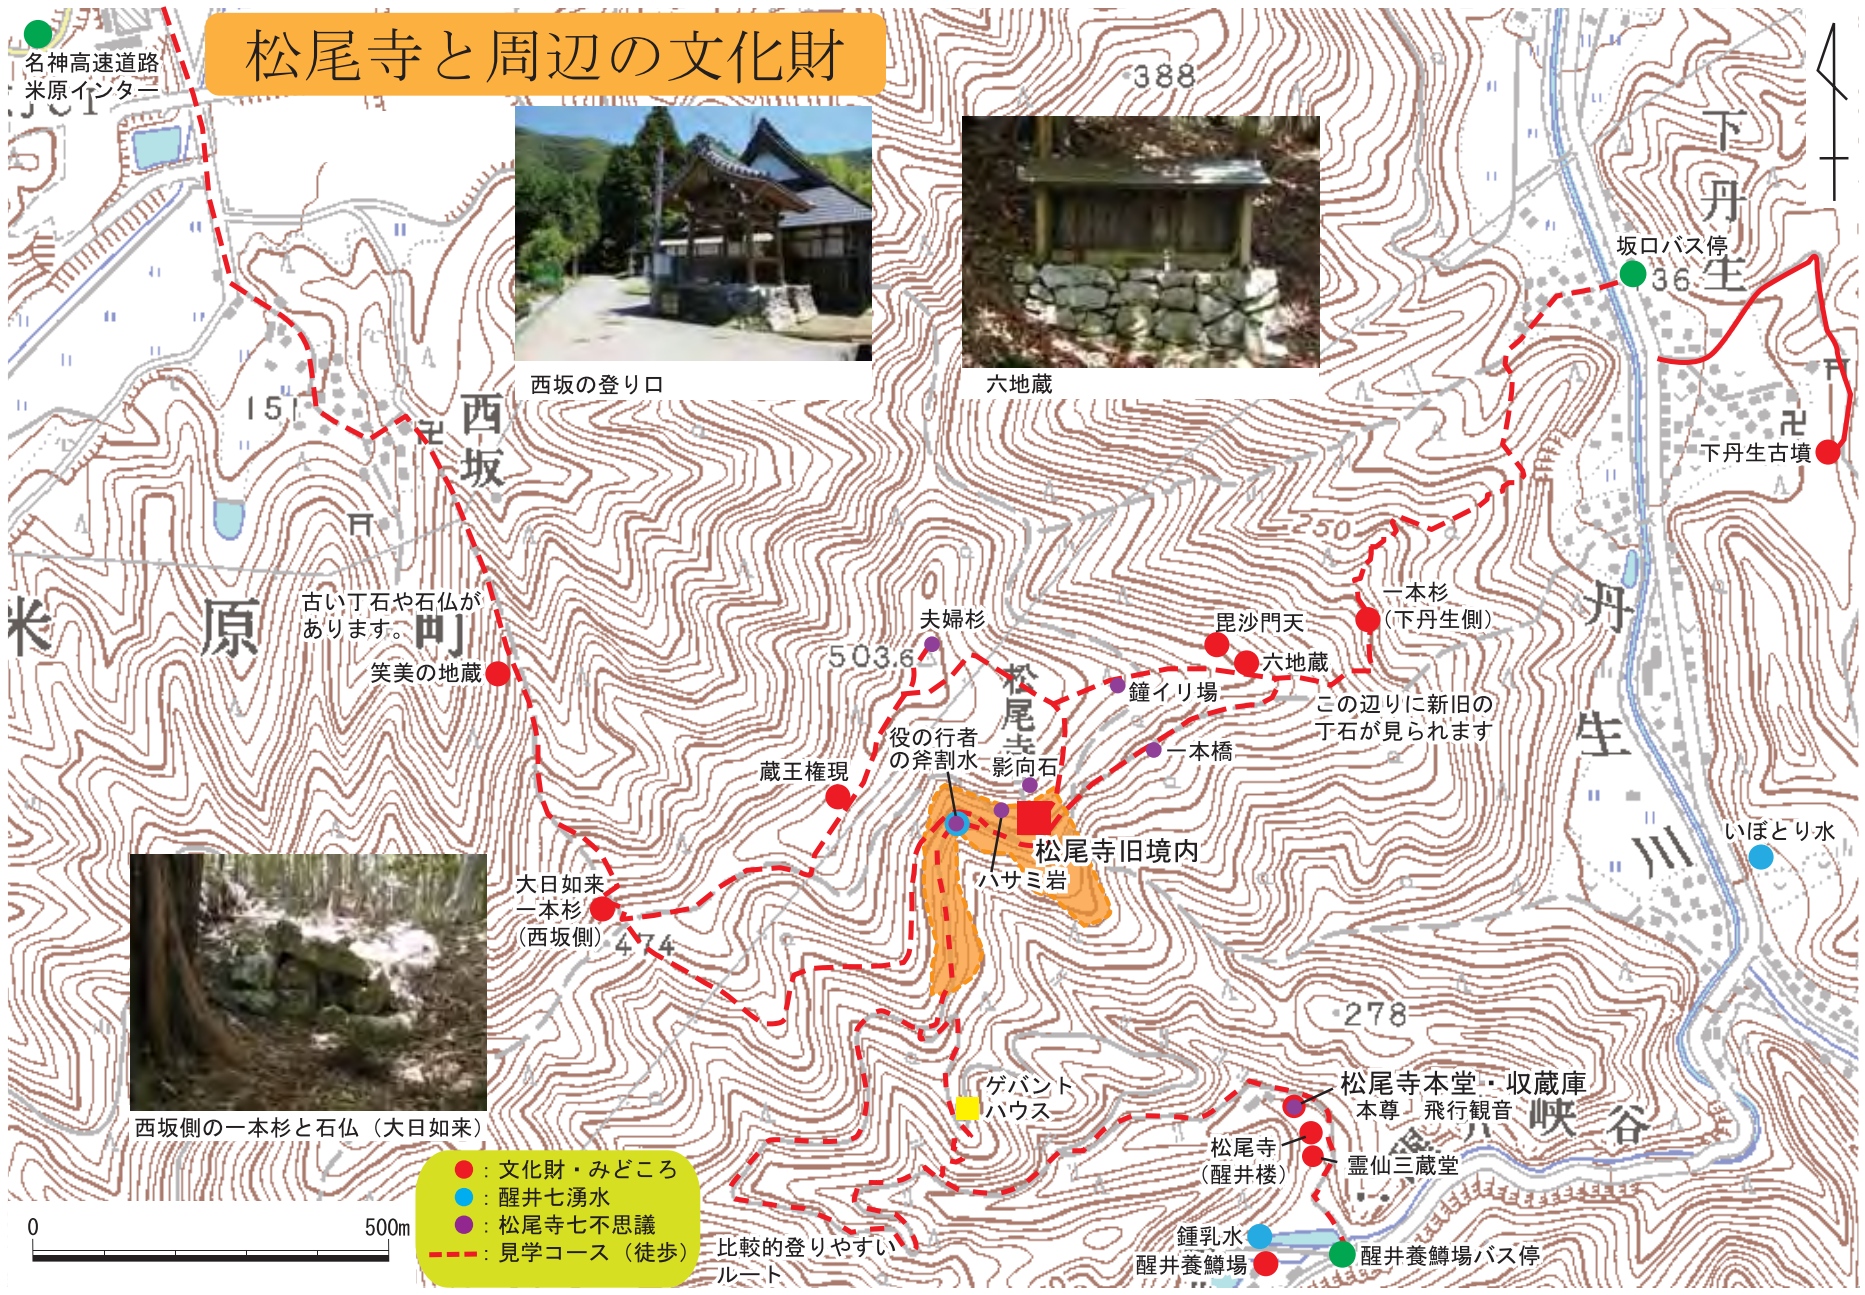 松尾寺と周辺の文化財
名神高速道路
米原インター
388
下丹生
坂口バス停
36
西坂の登り口
六地蔵
151
西坂
下丹生古墳
250
米原町
古い丁石や石仏が
あります。
笑美の地蔵
夫婦杉
503.6
松尾寺
毘沙門天
六地蔵
一本杉
(下丹生側)
丹生川
鐘イリ場
この辺りに新旧の
丁石が見られます
一本橋
役の行者
の斧割水
影向石
蔵王権現
松尾寺旧境内
ハサミ岩
いぼとり水
大日如来
一本杉
(西坂側)
474
278
西坂側の一本杉と石仏(大日如来)
ゲバント
ハウス
松尾寺本堂・収蔵庫
本尊 飛行観音
峡谷
松尾寺
(醒井楼)
霊仙三蔵堂
:文化財・みどころ
:醒井七湧水
:松尾寺七不思議
:見学コース(徒歩)
0 500m
比較的登りやすい
ルート
鍾乳水
醒井養鱒場
醒井養鱒場バス停